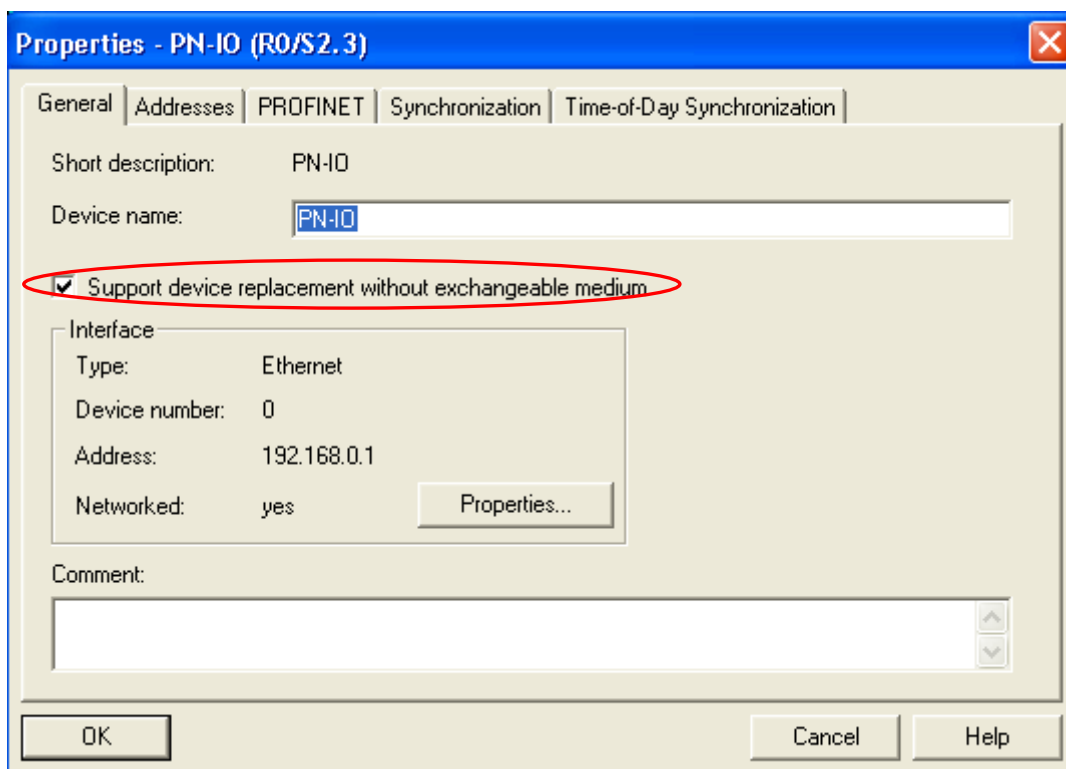 Properties - PN-IO (R0/S2.3)
General Addresses PROFINET Synchronization Time-of-Day Synchronization
Short description: PN-IO
Device name: PN-IO
Support device replacement without exchangeable medium
Interface
Type: Ethernet
Device number: 0
Address: 192.168.0.1
Networked: yes Properties...
Comment:
OK Cancel Help